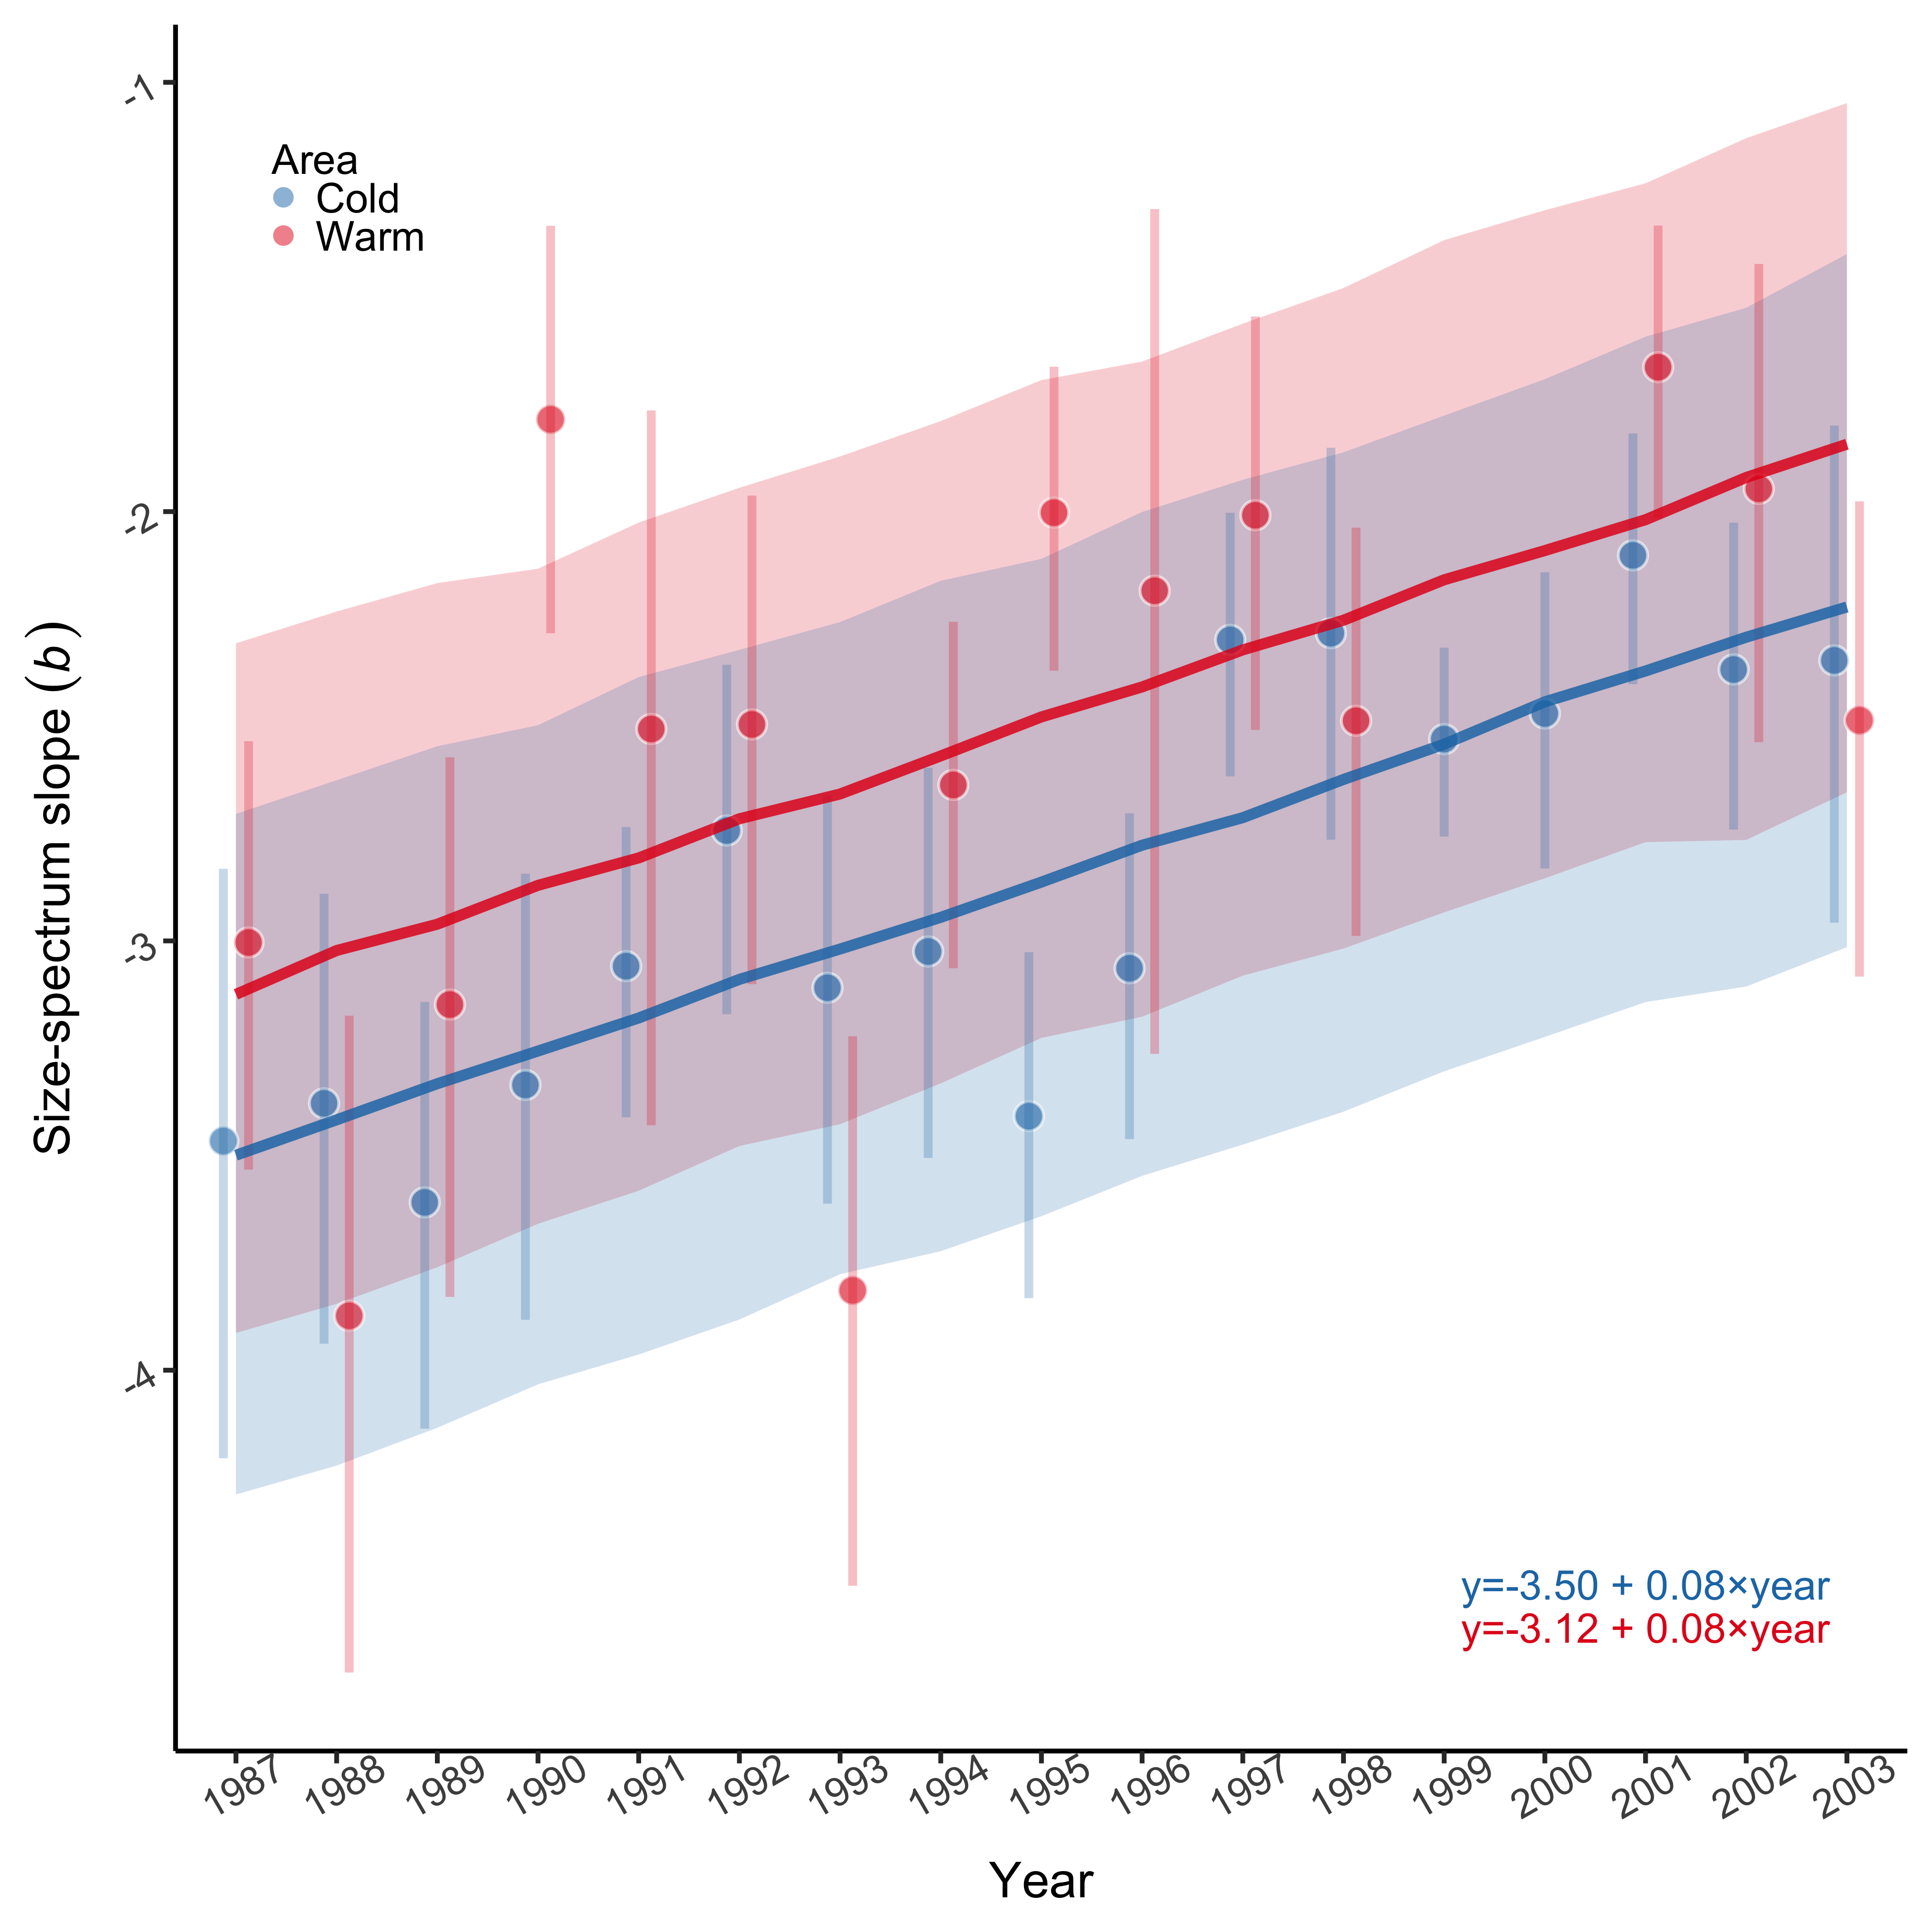 Size-spectrum slope (b)
-1
-2
-3
-4
Area
Cold
Warm
y=-3.50 + 0.08×year
y=-3.12 + 0.08×year
1987 1988 1989 1990 1991 1992 1993 1994 1995 1996 1997 1998 1999 2000 2001 2002 2003
Year